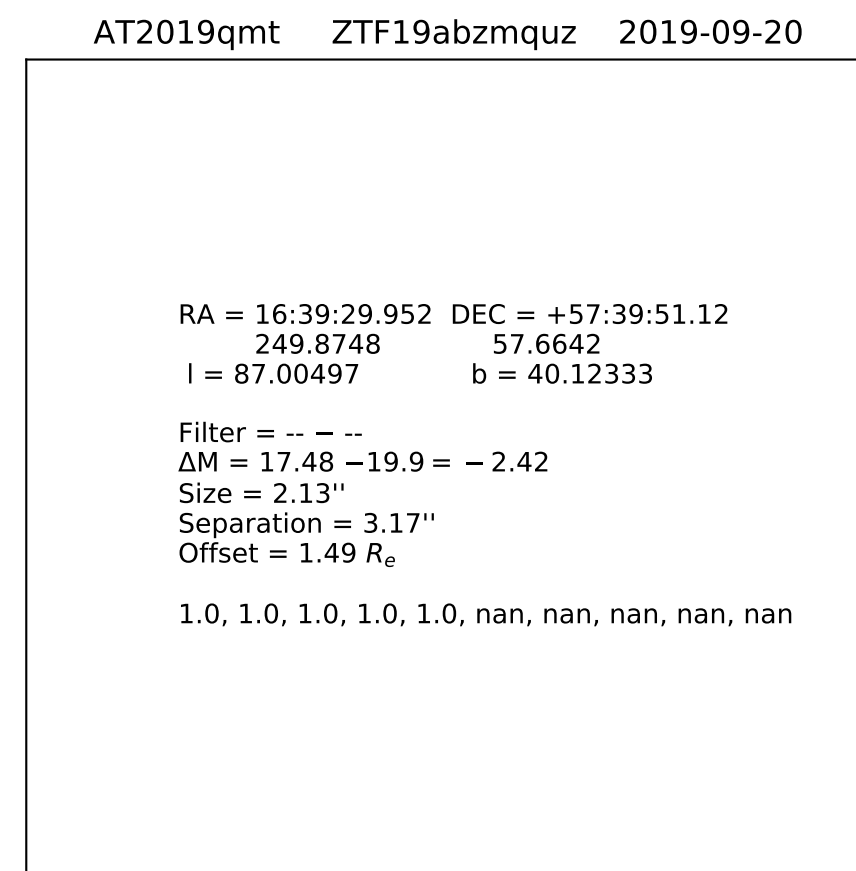 AT2019qmt ZTF19abzmquz 2019-09-20
RA = 16:39:29.952 DEC = +57:39:51.12
249.8748 57.6642
l = 87.00497 b = 40.12333
Filter = -- − --
ΔM = 17.48 −19.9 = − 2.42
Size = 2.13''
Separation = 3.17''
Offset = 1.49 Rₑ
1.0, 1.0, 1.0, 1.0, 1.0, nan, nan, nan, nan, nan